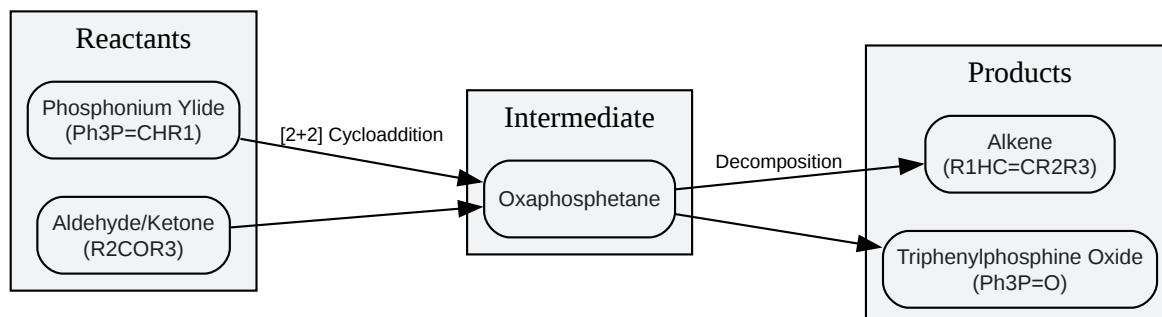 Reactants
Phosphonium Ylide
(Ph3P=CHR1)
Aldehyde/Ketone
(R2COR3)
[2+2] Cycloaddition
Intermediate
Oxaphosphetane
Decomposition
Products
Alkene
(R1HC=CR2R3)
Triphenylphosphine Oxide
(Ph3P=O)